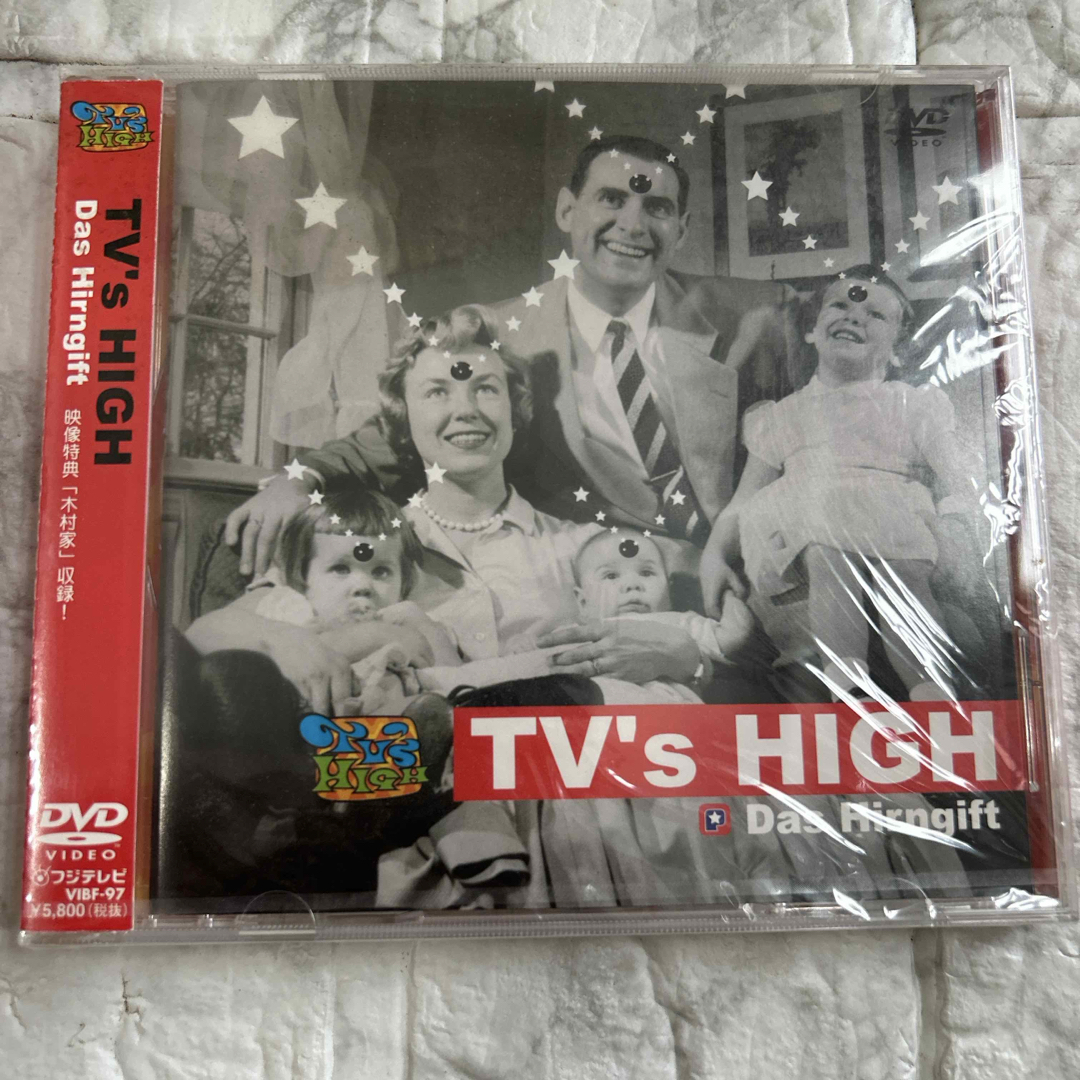 TV's
HIGH
TV's HIGH
Das Hirngift
映像特典「木村家」収録！
DVD
VIDEO
フジテレビ
VIBF-97
¥5,800(税抜)
DVD
VIDEO
TV's
HIGH
TV's HIGH
P
Das Hirngift